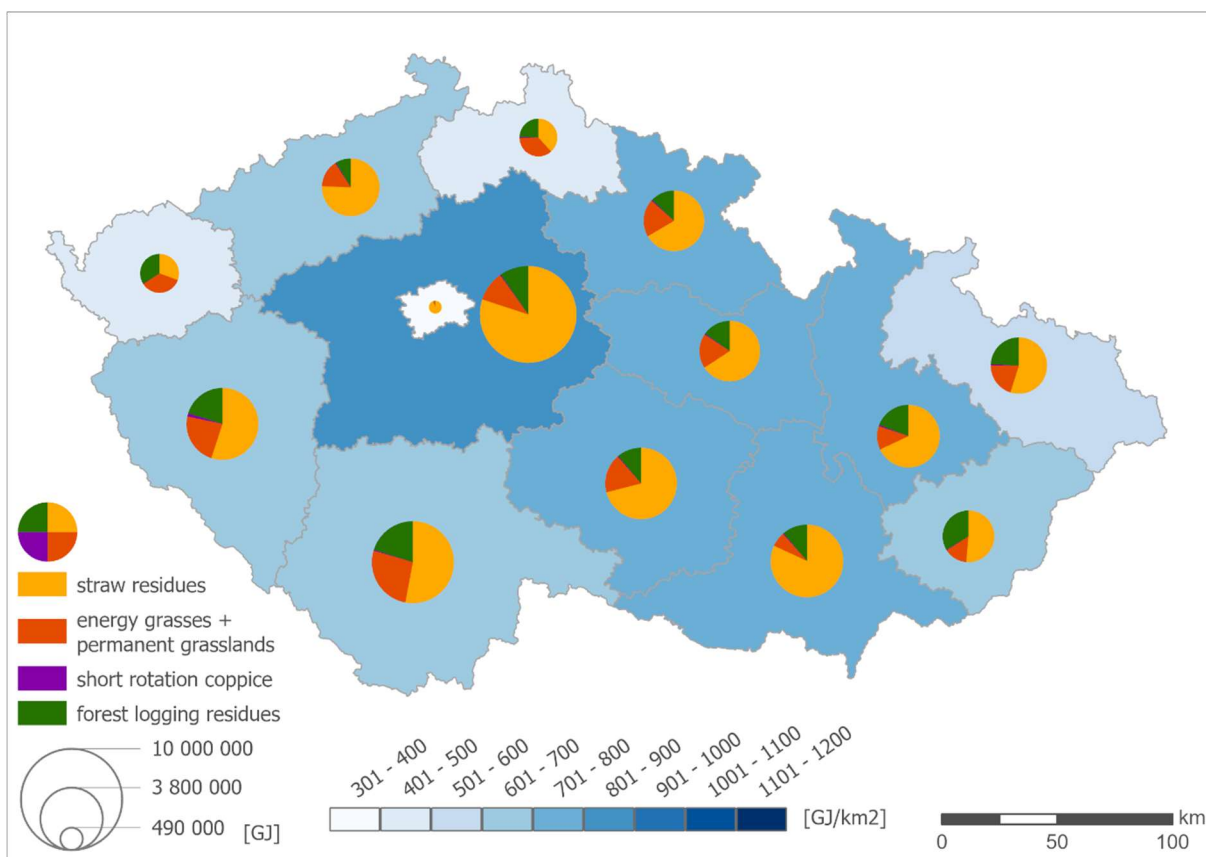 straw residues
energy grasses +
permanent grasslands
short rotation coppice
forest logging residues
10 000 000
3 800 000
490 000 [GJ]
301 - 400
401 - 500
501 - 600
601 - 700
701 - 800
801 - 900
901 - 1000
1001 - 1100
1101 - 1200
[GJ/km2]
km
0 50 100